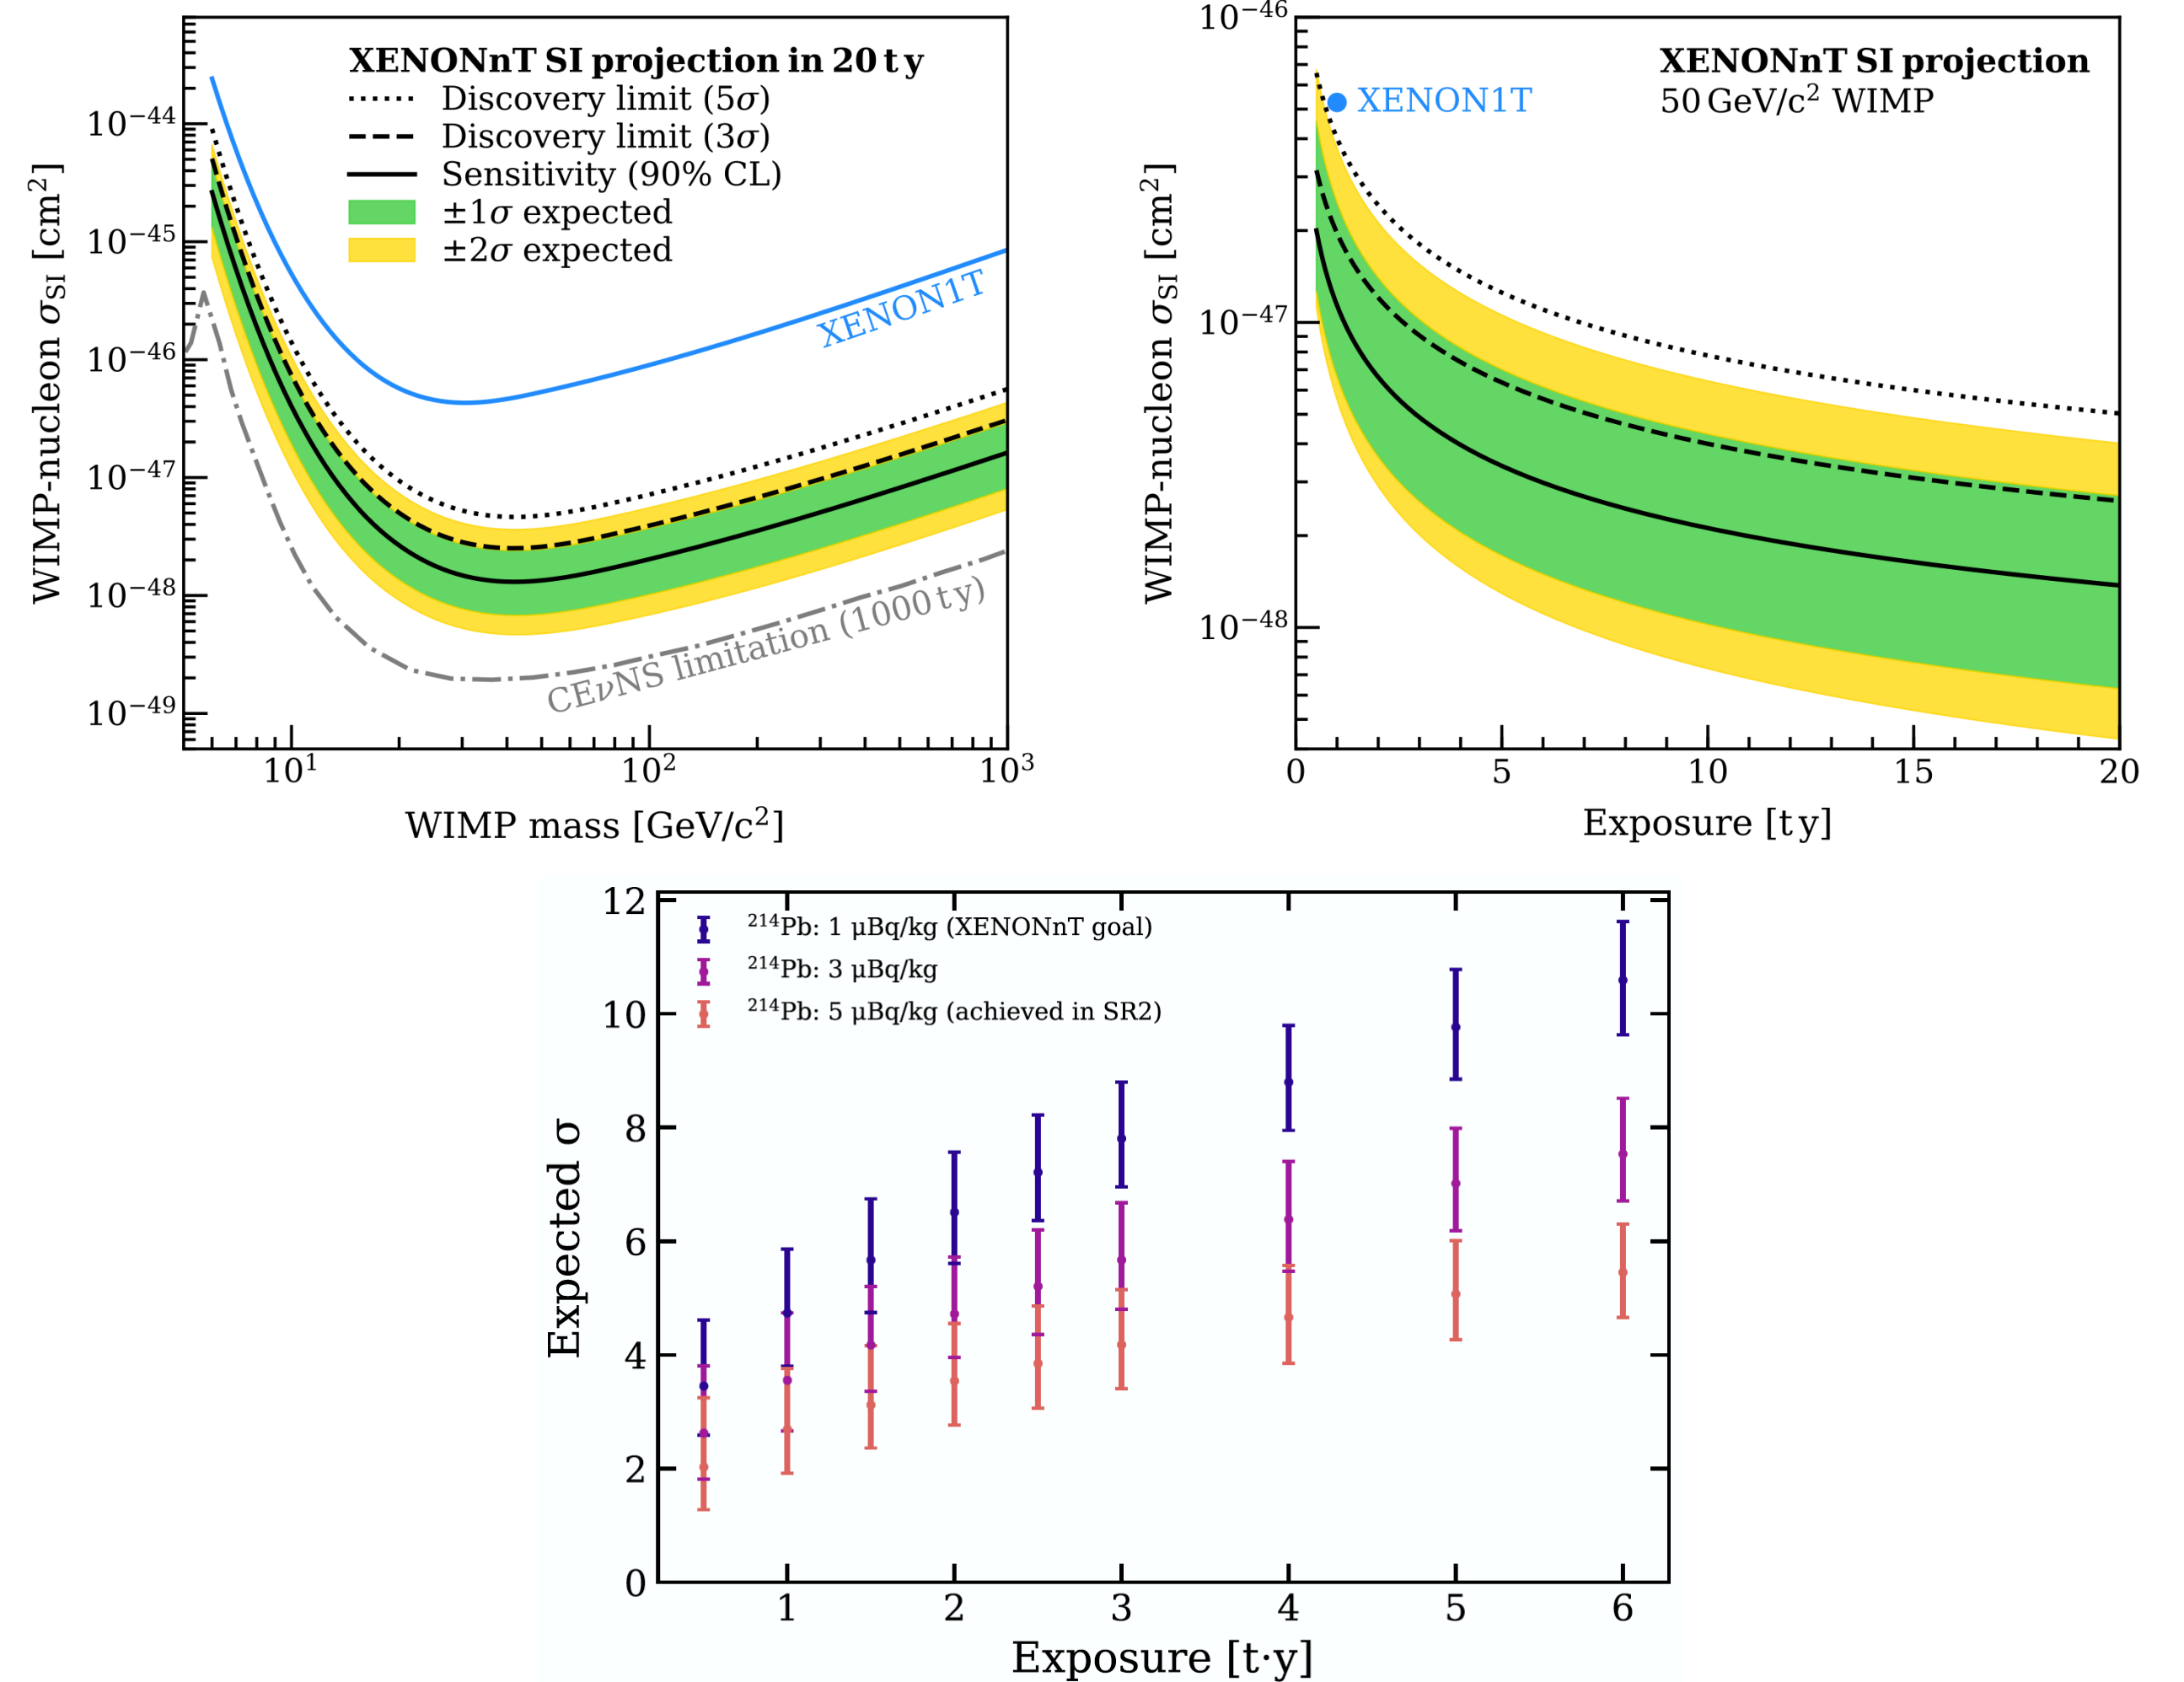 XENONnT SI projection in 20 t y
Discovery limit (5σ)
Discovery limit (3σ)
Sensitivity (90% CL)
±1σ expected
±2σ expected
XENON1T
CEνNS limitation (1000 t y)
10⁻⁴⁴
10⁻⁴⁵
10⁻⁴⁶
10⁻⁴⁷
10⁻⁴⁸
10⁻⁴⁹
WIMP-nucleon σ_SI [cm²]
10¹ 10² 10³
WIMP mass [GeV/c²]
XENONnT SI projection
50 GeV/c² WIMP
XENON1T
10⁻⁴⁶
10⁻⁴⁷
10⁻⁴⁸
WIMP-nucleon σ_SI [cm²]
0 5 10 15 20
Exposure [t y]
²¹⁴Pb: 1 μBq/kg (XENONnT goal)
²¹⁴Pb: 3 μBq/kg
²¹⁴Pb: 5 μBq/kg (achieved in SR2)
12
10
8
6
4
2
0
Expected σ
1 2 3 4 5 6
Exposure [t·y]